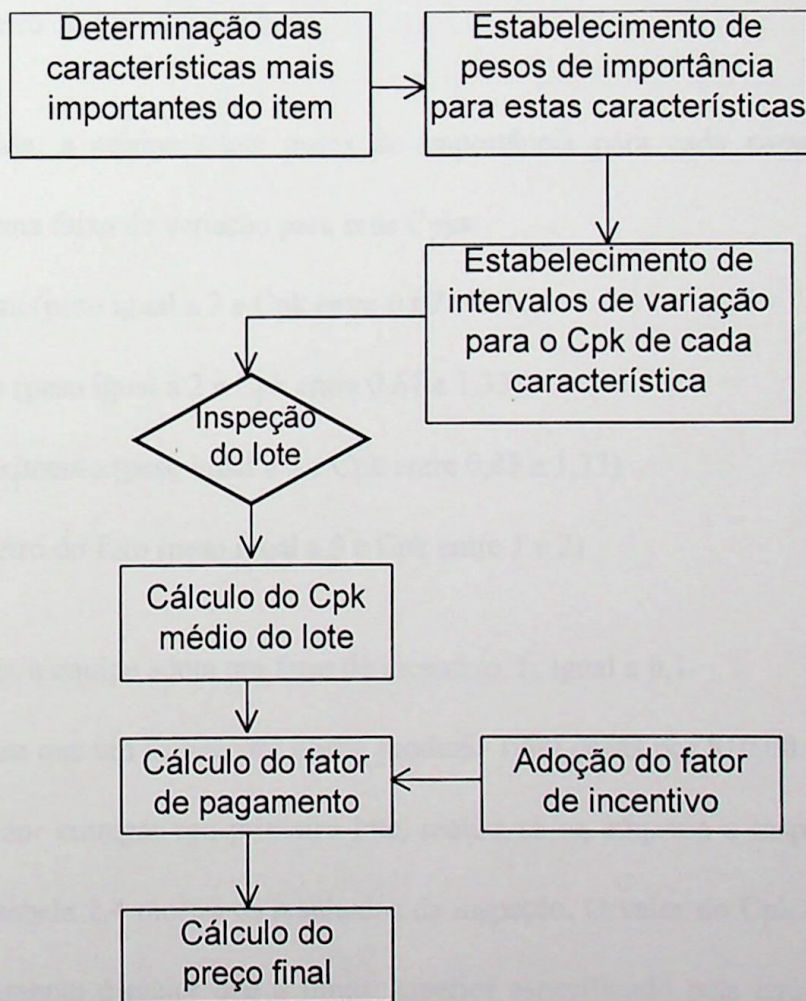 Determinação das
características mais
importantes do item
Estabelecimento de
pesos de importância
para estas características
Estabelecimento de
intervalos de variação
para o Cpk de cada
característica
Inspeção
do lote
Cálculo do Cpk
médio do lote
Cálculo do fator
de pagamento
Adoção do fator
de incentivo
Cálculo do
preço final